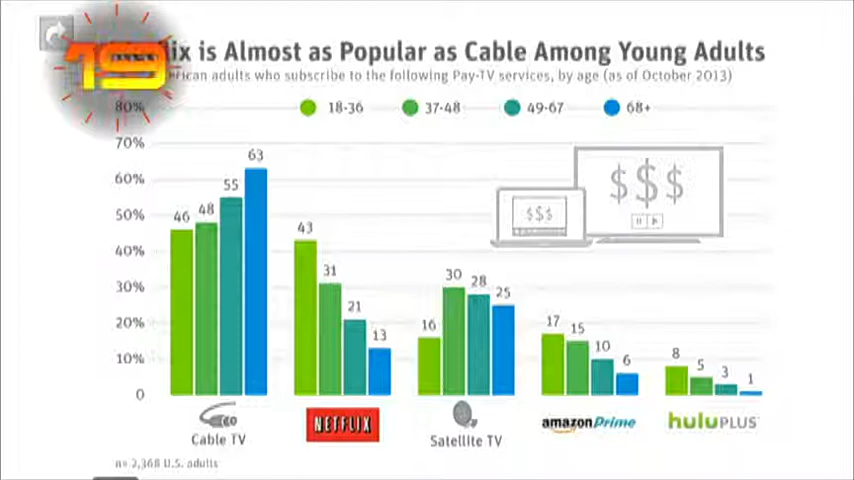 19
is Almost as Popular as Cable Among Young Adults
adults who subscribe to the following Pay-TV services, by age (as of October 2013)
80%
18-36 37-48 49-67 68+
70%
60%
50%
40%
30%
20%
10%
0
46 48 55 63
43 31 21 13
16 30 28 25
17 15 10 6
8 5 3 1
$$$
$$$
Cable TV
NETFLIX
Satellite TV
amazonPrime
huluPLUS
n= 2,368 U.S. adults